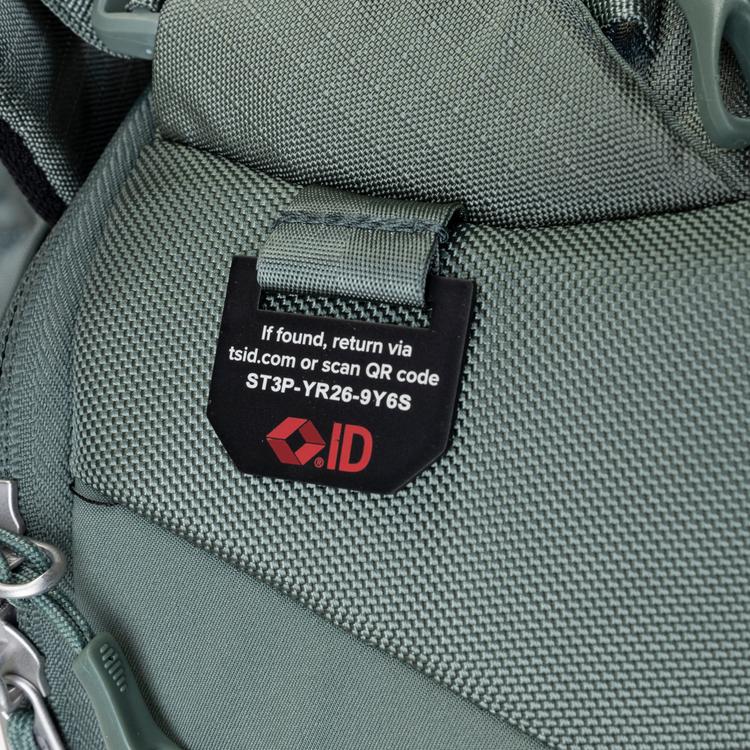 If found, return via
tsid.com or scan QR code
ST3P-YR26-9Y6S
®ID